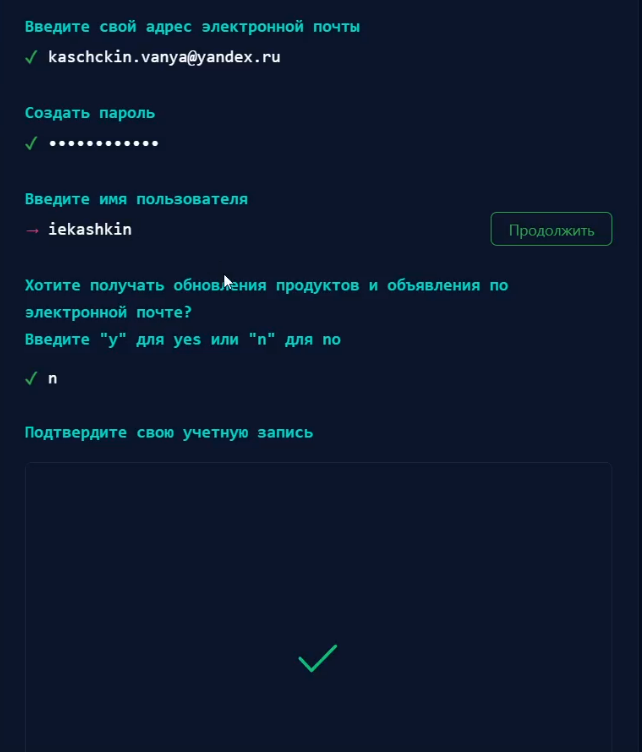 Введите свой адрес электронной почты
✓ kaschckin.vanya@yandex.ru
Создать пароль
✓ ••••••••••••
Введите имя пользователя
→ iekashkin
Продолжить
Хотите получать обновления продуктов и объявления по
электронной почте?
Введите "y" для yes или "n" для no
✓ n
Подтвердите свою учетную запись